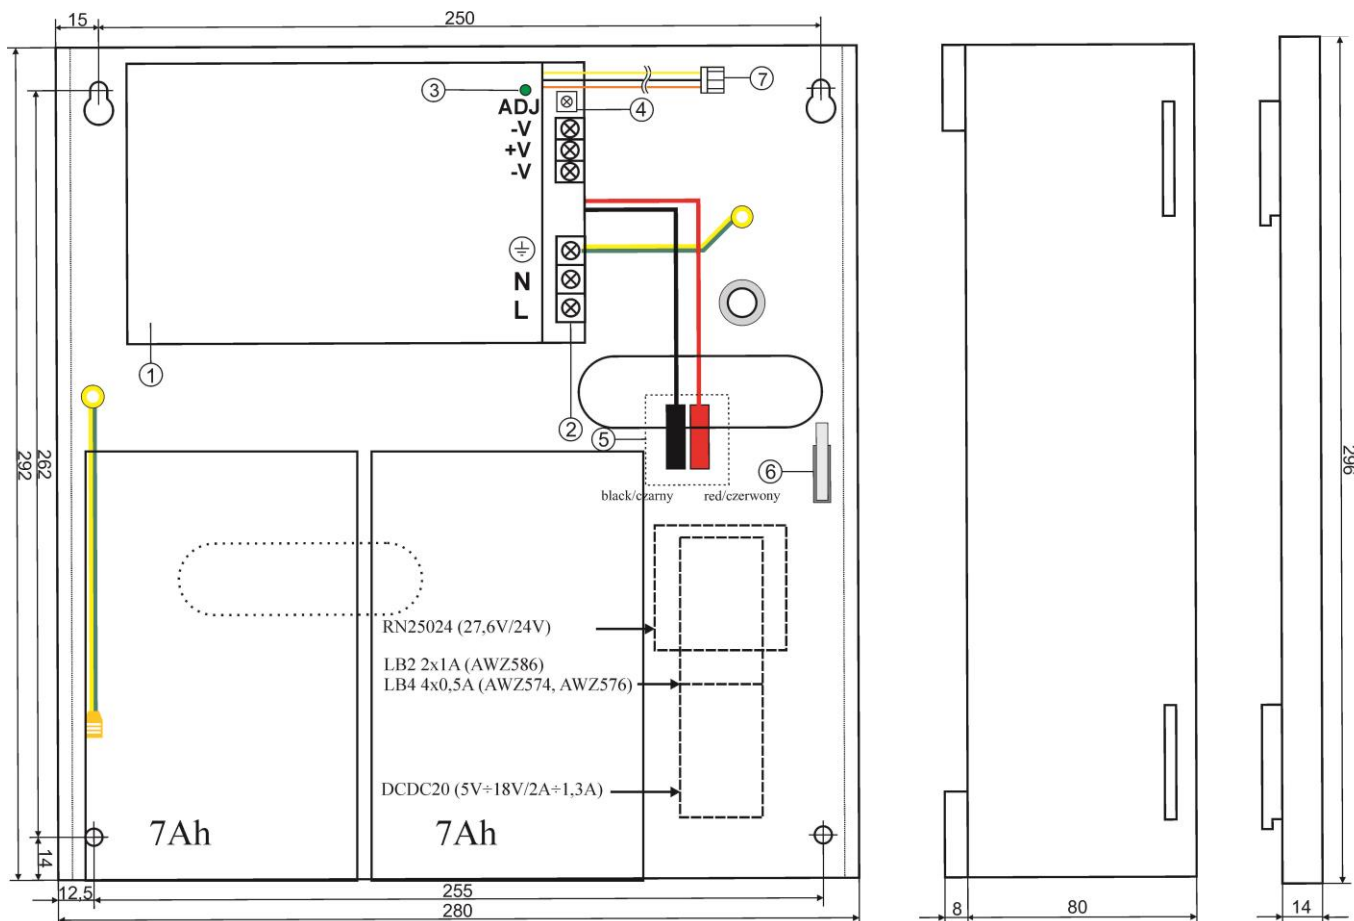 15
250
3
7
ADJ
4
-V
+V
-V
N
L
1
2
5
6
black/czarny red/czerwony
292
262
296
RN25024 (27,6V/24V)
LB2 2x1A (AWZ586)
LB4 4x0,5A (AWZ574, AWZ576)
DCDC20 (5V÷18V/2A÷1,3A)
7Ah 7Ah
14
12,5
255
280
8
80
14